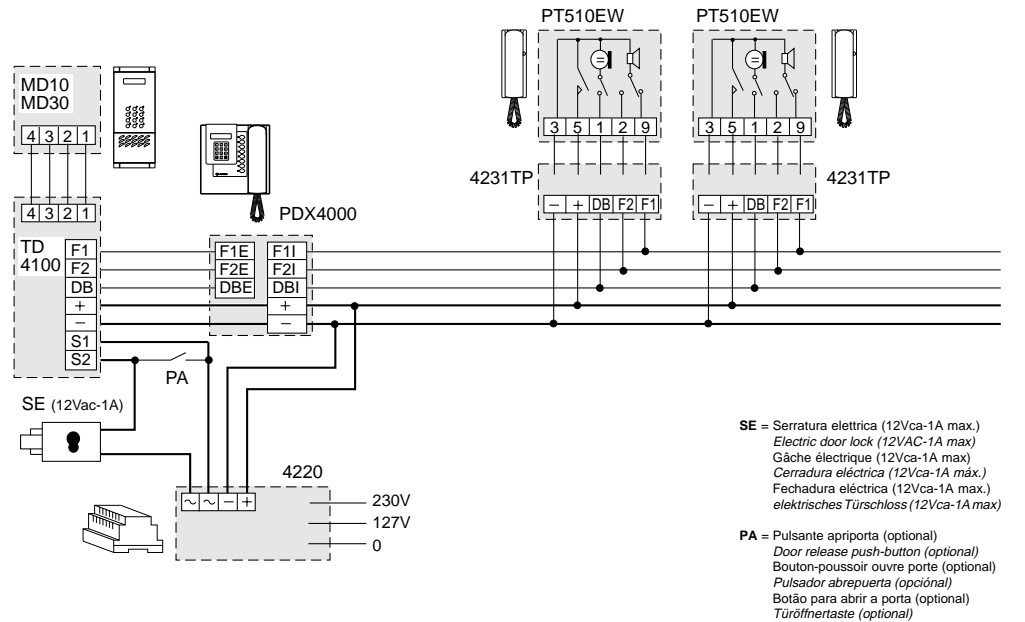 PT510EW PT510EW
MD10
MD30
4 3 2 1
3 5 1 2 9
3 5 1 2 9
4231TP
4231TP
− + DB F2 F1
− + DB F2 F1
4 3 2 1
PDX4000
TD
4100
F1
F2
DB
+
−
S1
S2
F1E F1I
F2E F2I
DBE DBI
+
−
PA
SE (12Vac-1A)
4220
~ ~ − +
230V
127V
0
SE = Serratura elettrica (12Vca-1A max.)
Electric door lock (12VAC-1A max)
Gâche électrique (12Vca-1A max)
Cerradura eléctrica (12Vca-1A máx.)
Fechadura eléctrica (12Vca-1A max.)
elektrisches Türschloss (12Vca-1A max)
PA = Pulsante apriporta (optional)
Door release push-button (optional)
Bouton-poussoir ouvre porte (optional)
Pulsador abrepuerta (opciónal)
Botão para abrir a porta (optional)
Türöffnertaste (optional)